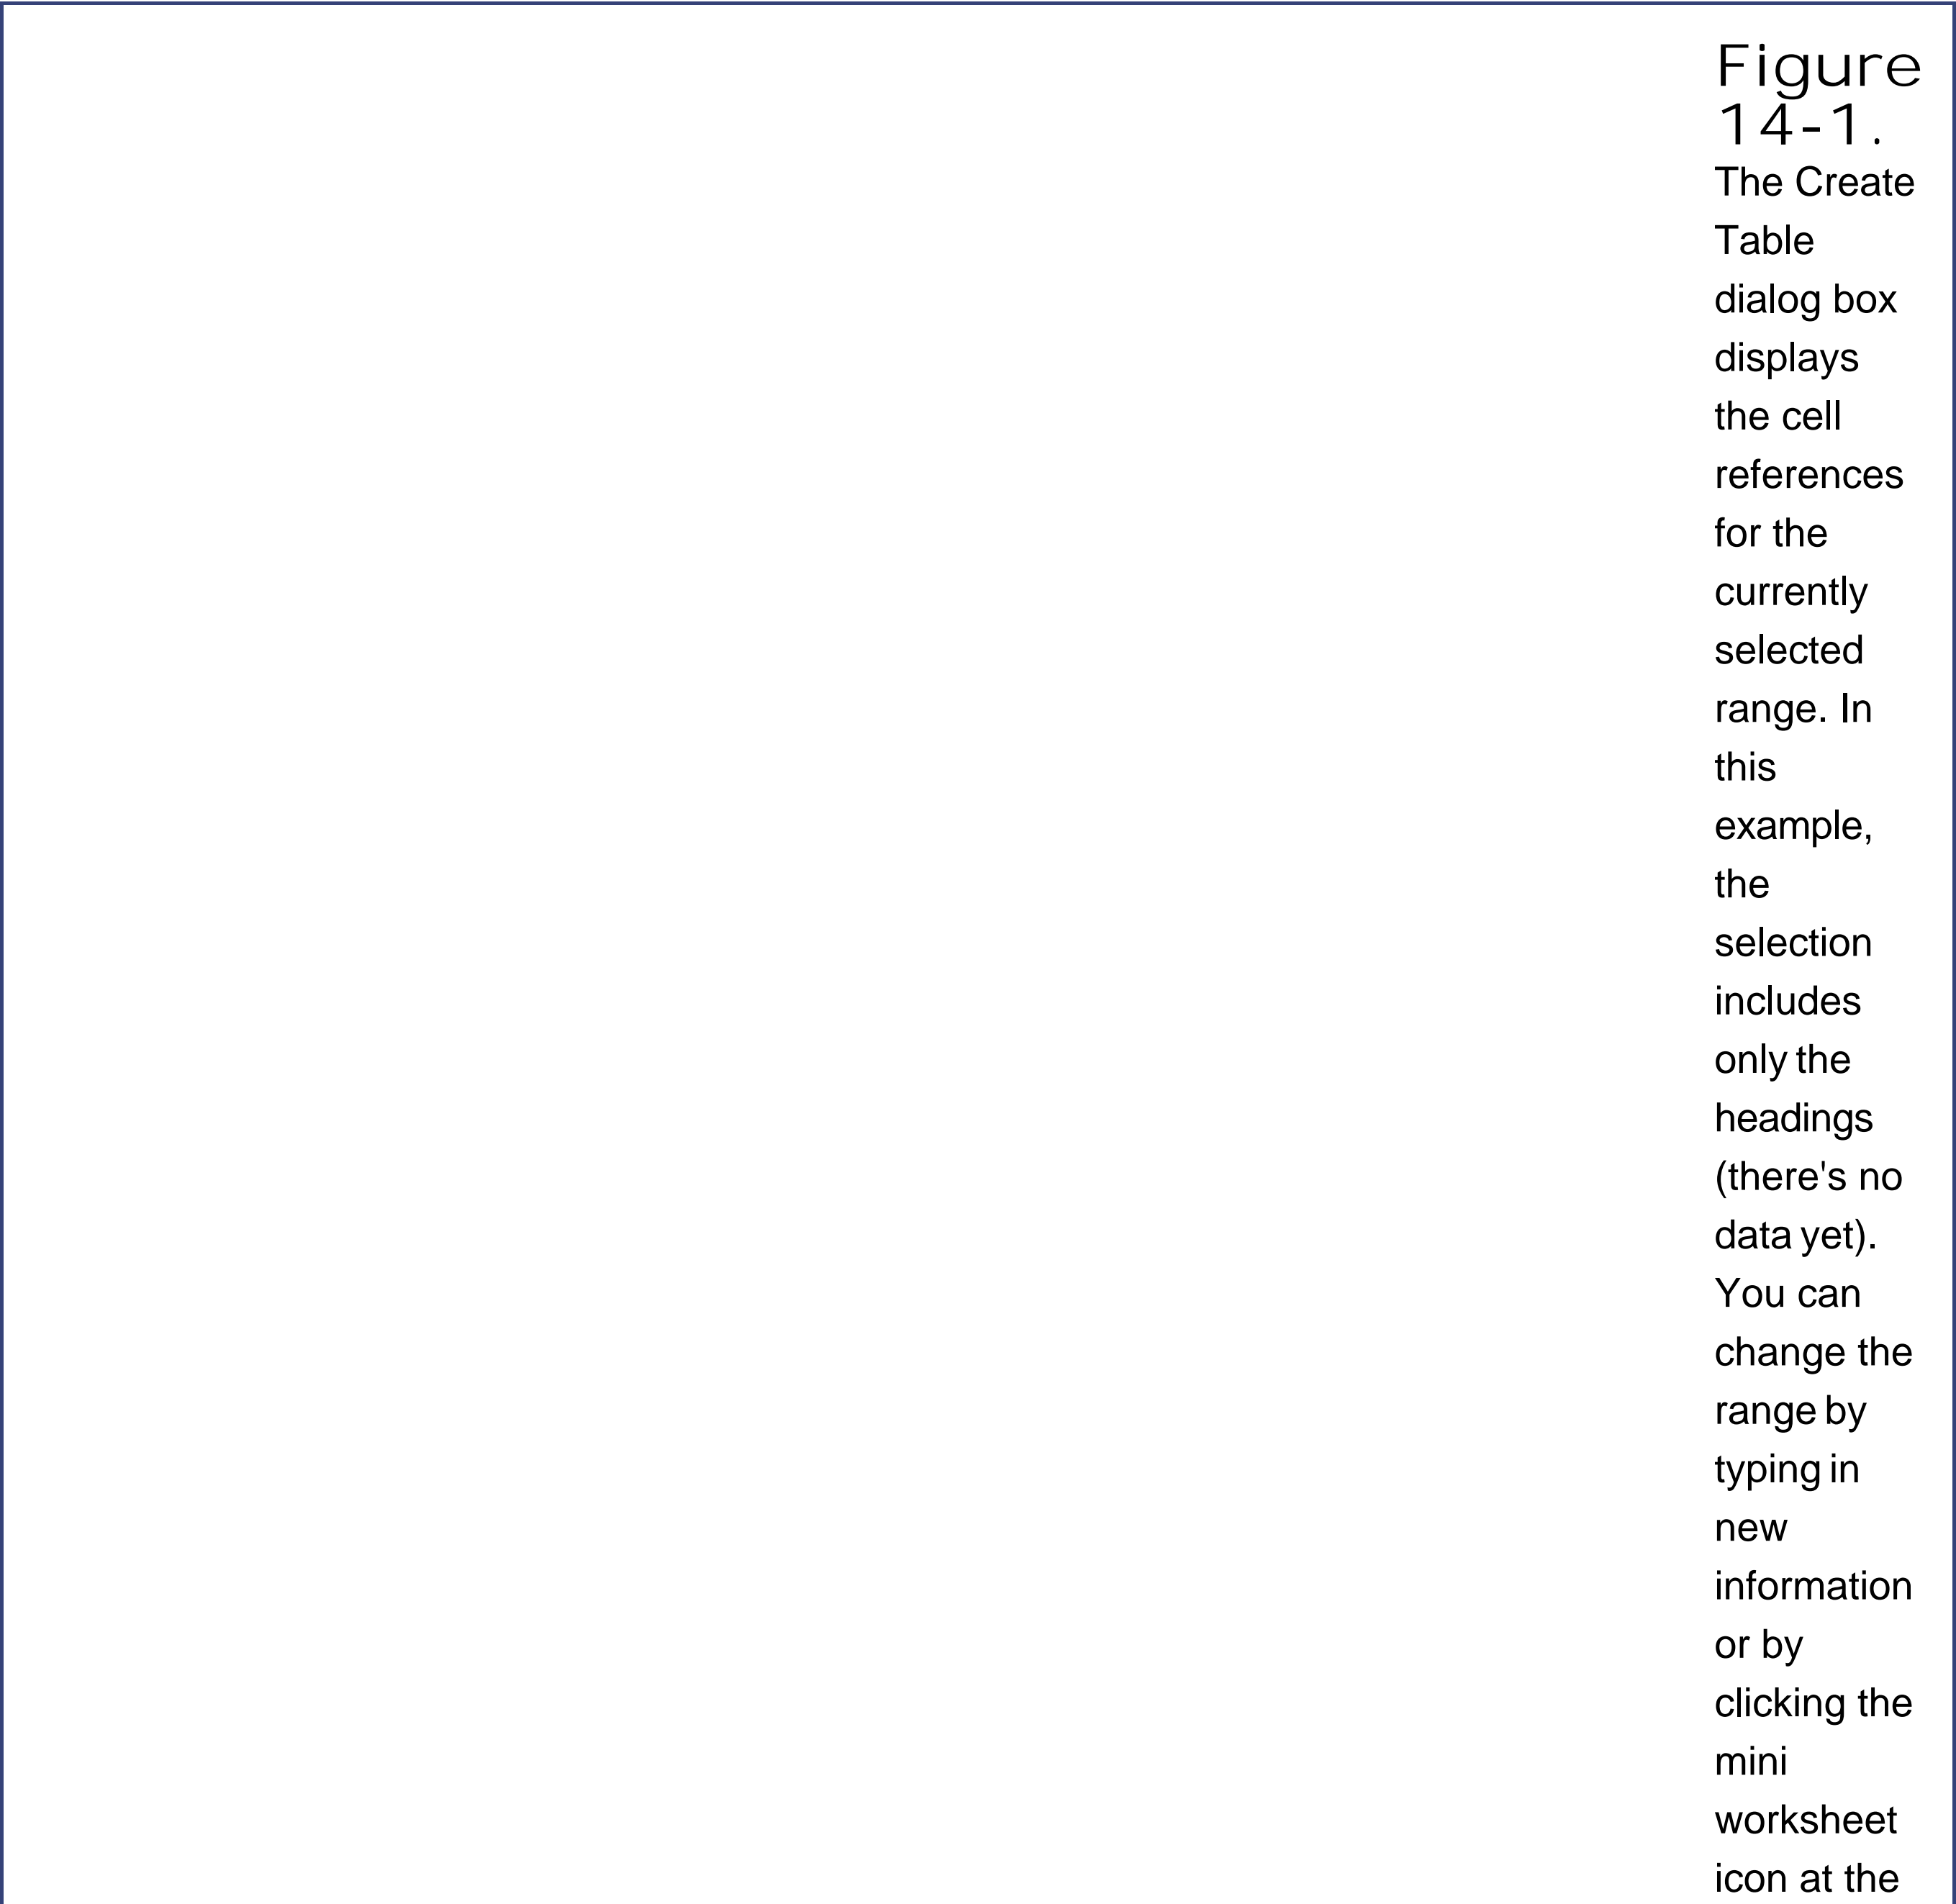 Figure
14-1.
The Create
Table
dialog box
displays
the cell
references
for the
currently
selected
range. In
this
example,
the
selection
includes
only the
headings
(there's no
data yet).
You can
change the
range by
typing in
new
information
or by
clicking the
mini
worksheet
icon at the